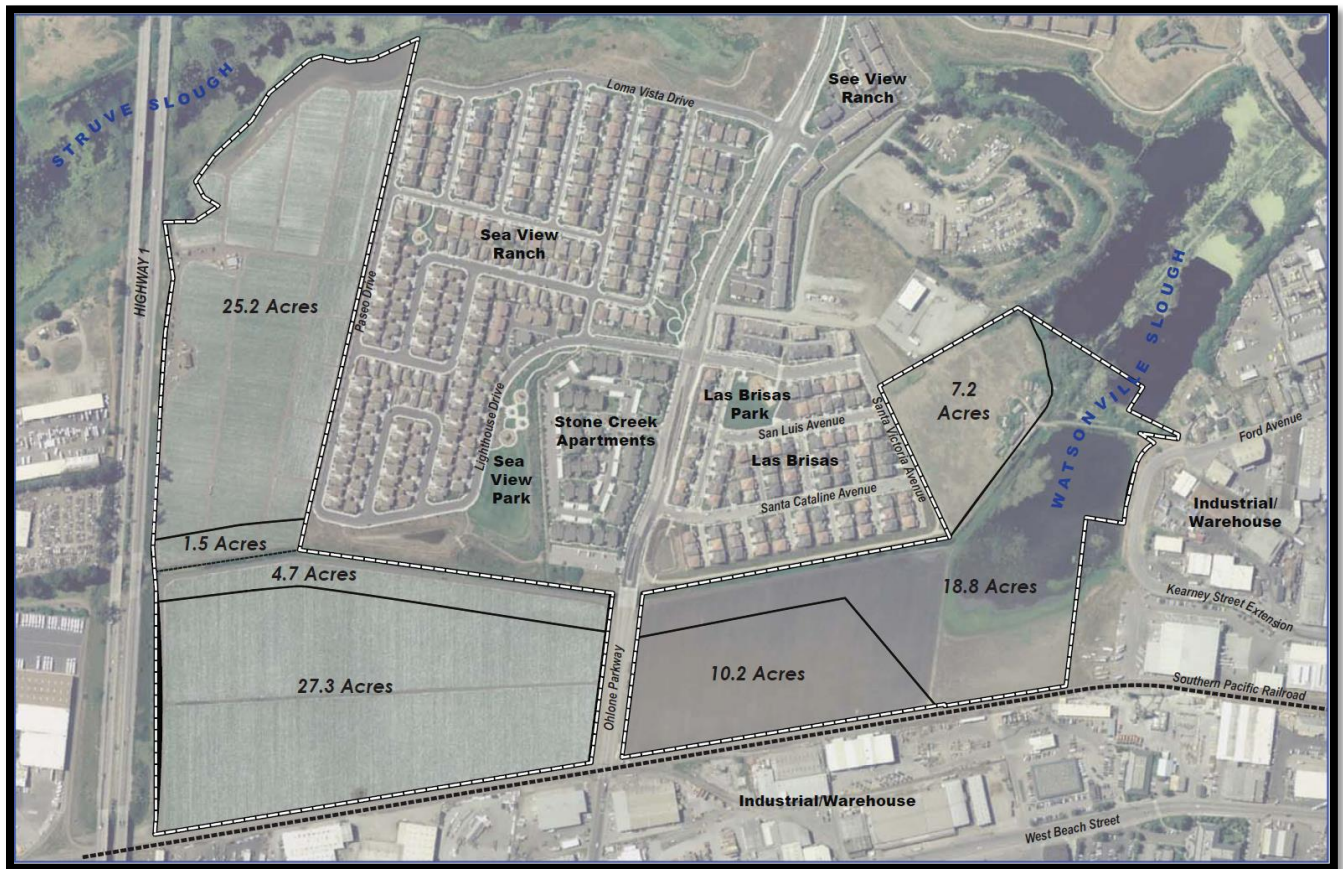 See View
Ranch
Loma Vista Drive
STRUVE SLOUGH
Sea View
Ranch
HIGHWAY 1
25.2 Acres
Paseo Drive
WATSONVILLE SLOUGH
7.2
Acres
Las Brisas
Park
Lighthouse Drive
Stone Creek
Apartments
San Luis Avenue
Santa Victoria Avenue
Ford Avenue
Sea
View
Park
Las Brisas
Santa Cataline Avenue
Industrial/
Warehouse
1.5 Acres
4.7 Acres
18.8 Acres
Kearney Street Extension
27.3 Acres
Ohlone Parkway
10.2 Acres
Southern Pacific Railroad
Industrial/Warehouse
West Beach Street